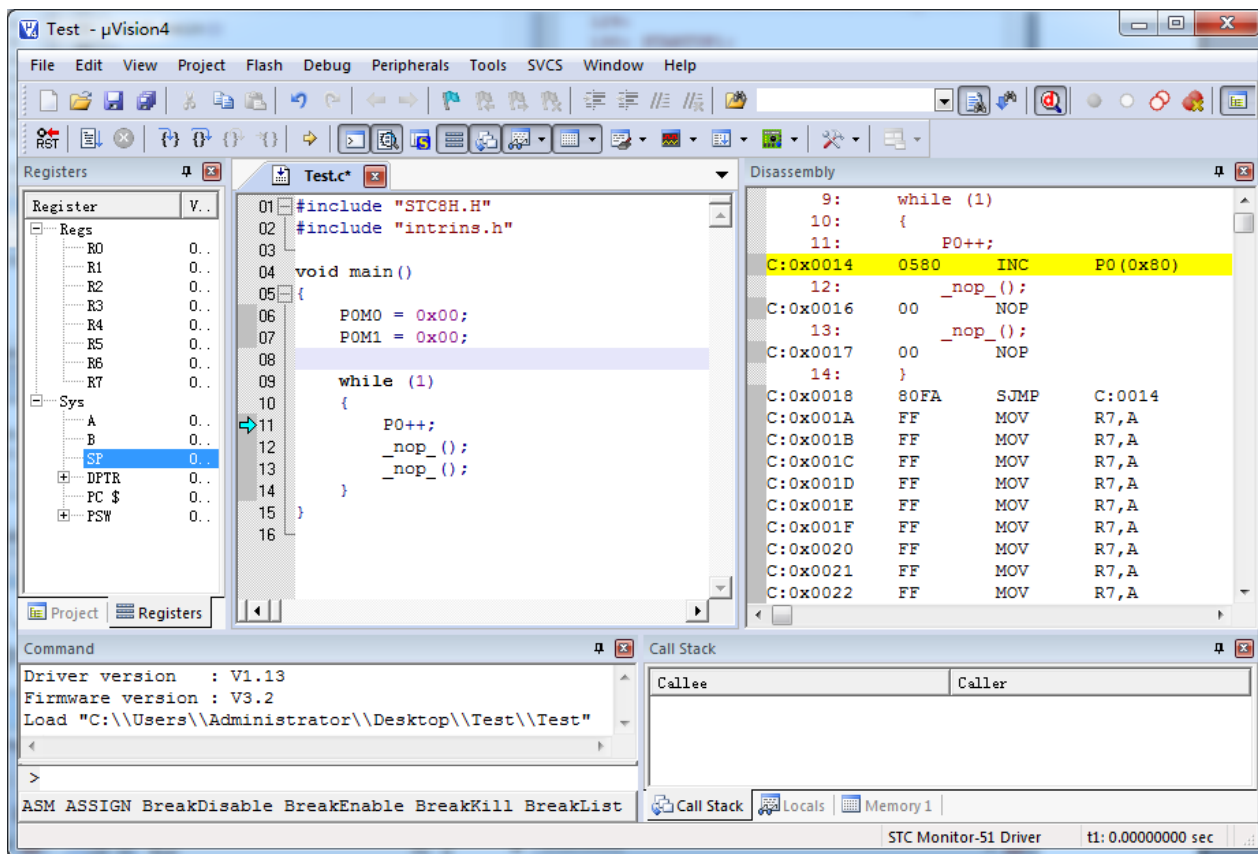 Test - µVision4
File Edit View Project Flash Debug Peripherals Tools SVCS Window Help
RST
Registers
Register V..
Regs
R0 0..
R1 0..
R2 0..
R3 0..
R4 0..
R5 0..
R6 0..
R7 0..
Sys
A 0..
B 0..
SP 0..
DPTR 0..
PC $ 0..
PSW 0..
Project Registers
Test.c*
01 #include "STC8H.H"
02 #include "intrins.h"
03
04 void main()
05 {
06 P0M0 = 0x00;
07 P0M1 = 0x00;
08
09 while (1)
10 {
11 P0++;
12 _nop_();
13 _nop_();
14 }
15 }
16
Disassembly
9: while (1)
10: {
11: P0++;
C:0x0014 0580 INC P0(0x80)
12: _nop_();
C:0x0016 00 NOP
13: _nop_();
C:0x0017 00 NOP
14: }
C:0x0018 80FA SJMP C:0014
C:0x001A FF MOV R7,A
C:0x001B FF MOV R7,A
C:0x001C FF MOV R7,A
C:0x001D FF MOV R7,A
C:0x001E FF MOV R7,A
C:0x001F FF MOV R7,A
C:0x0020 FF MOV R7,A
C:0x0021 FF MOV R7,A
C:0x0022 FF MOV R7,A
Command
Driver version : V1.13
Firmware version : V3.2
Load "C:\\Users\\Administrator\\Desktop\\Test\\Test"
>
ASM ASSIGN BreakDisable BreakEnable BreakKill BreakList
Call Stack
Callee Caller
Call Stack Locals Memory 1
STC Monitor-51 Driver t1: 0.00000000 sec